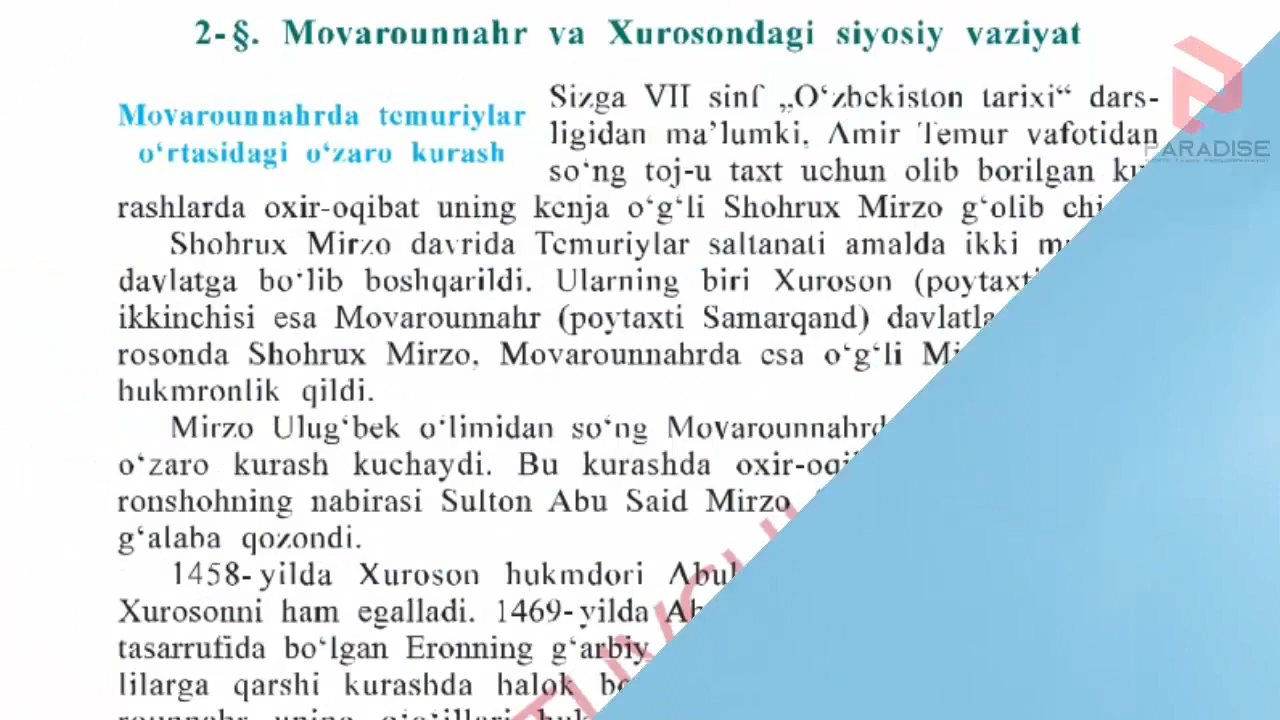 2-§. Movarounnahr va Xurosondagi siyosiy vaziyat
Movarounnahrda temuriylar
o‘rtasidagi o‘zaro kurash
Sizga VII sinf „O‘zbekiston tarixi“ dars-
ligidan ma’lumki, Amir Temur vafotidan
so‘ng toj-u taxt uchun olib borilgan
rashlarda oxir-oqibat uning kenja o‘g‘li Shohrux Mirzo g‘olib
Shohrux Mirzo davrida Temuriylar saltanati amalda ikki
davlatga bo‘lib boshqarildi. Ularning biri Xuroson (poytaxti
ikkinchisi esa Movarounnahr (poytaxti Samarqand)
rosonda Shohrux Mirzo, Movarounnahrda esa o‘g‘li
hukmronlik qildi.
Mirzo Ulug‘bek o‘limidan so‘ng
o‘zaro kurash kuchaydi. Bu kurashda
ronshohning nabirasi Sulton Abu Said Mirzo
g‘alaba qozondi.
1458-yilda Xuroson hukmdori
Xurosonni ham egalladi. 1469-yilda
tasarrufida bo‘lgan Eronning g‘arbiy
lilarga qarshi kurashda halok
PARADISE